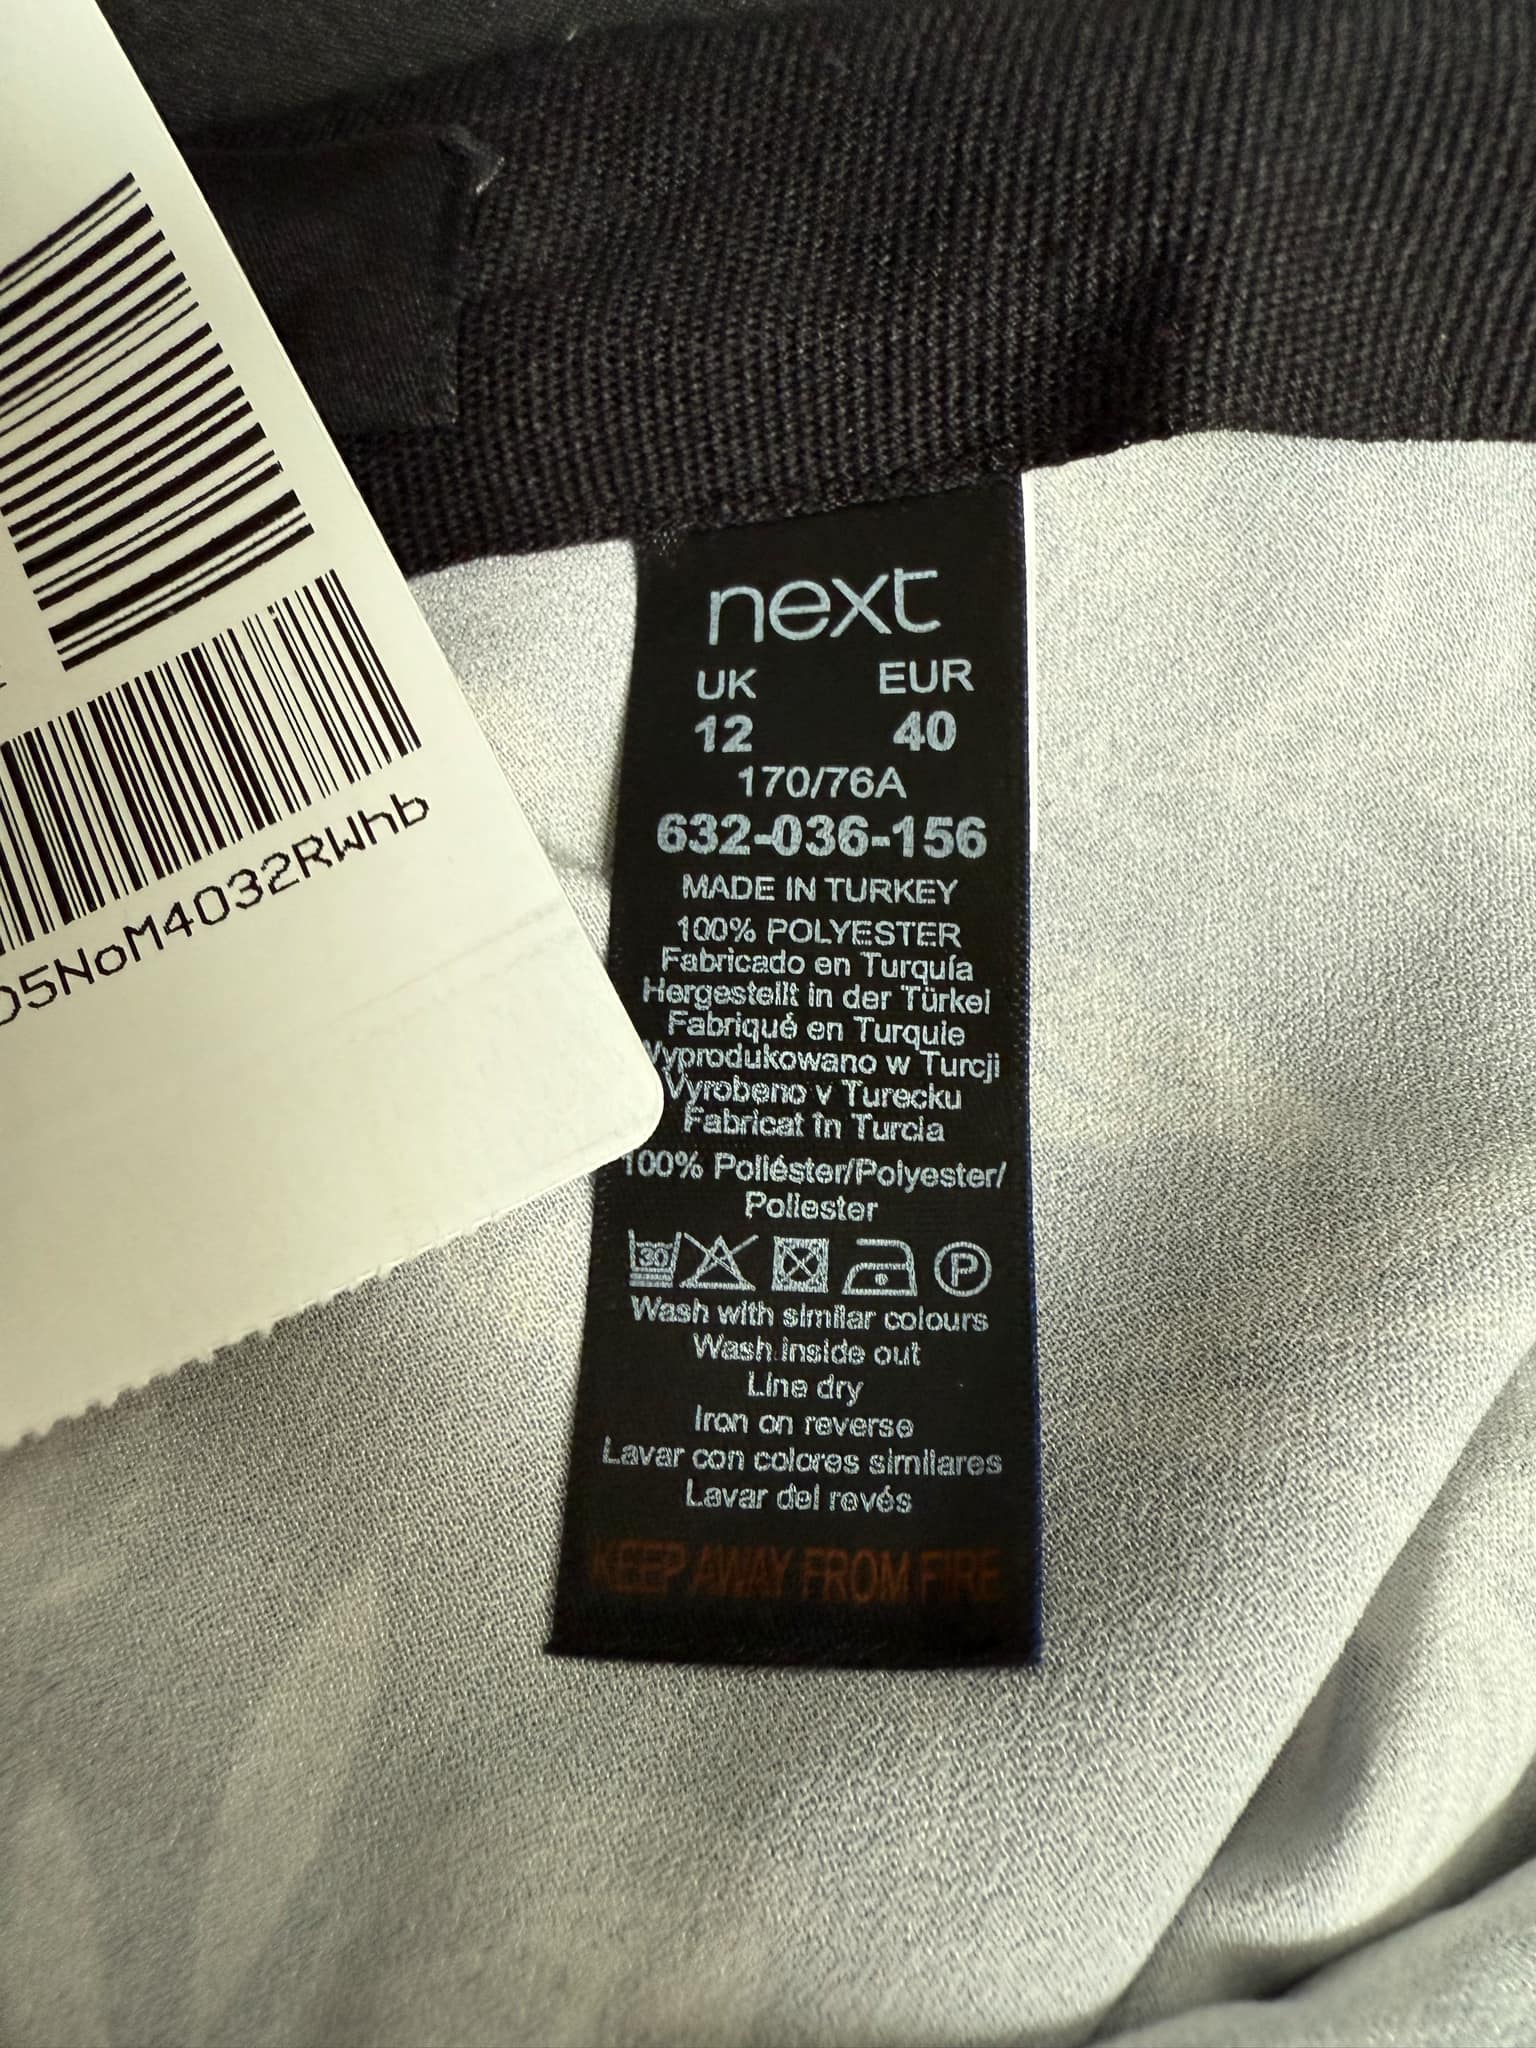 D5NoM4032RWhb
next
UK EUR
12 40
170/76A
632-036-156
MADE IN TURKEY
100% POLYESTER
Fabricado en Turquía
Hergestellt in der Türkei
Fabriqué en Turquie
Wyprodukowano w Turcji
Vyrobeno v Turecku
Fabricat în Turcia
100% Poliéster/Polyester/
Poliester
30 P
Wash with similar colours
Wash inside out
Line dry
Iron on reverse
Lavar con colores similares
Lavar del revés
KEEP AWAY FROM FIRE